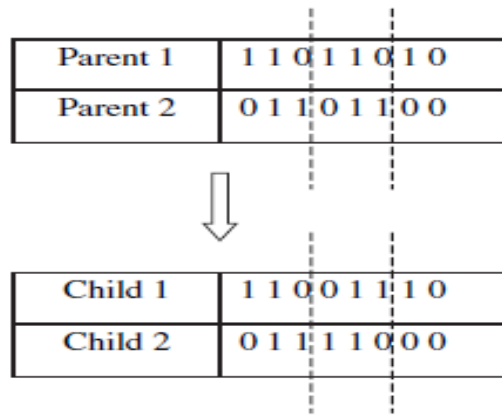 Parent 1 1 1 0 1 1 0 1 0
Parent 2 0 1 1 0 1 1 0 0
Child 1 1 1 0 0 1 1 1 0
Child 2 0 1 1 1 1 0 0 0